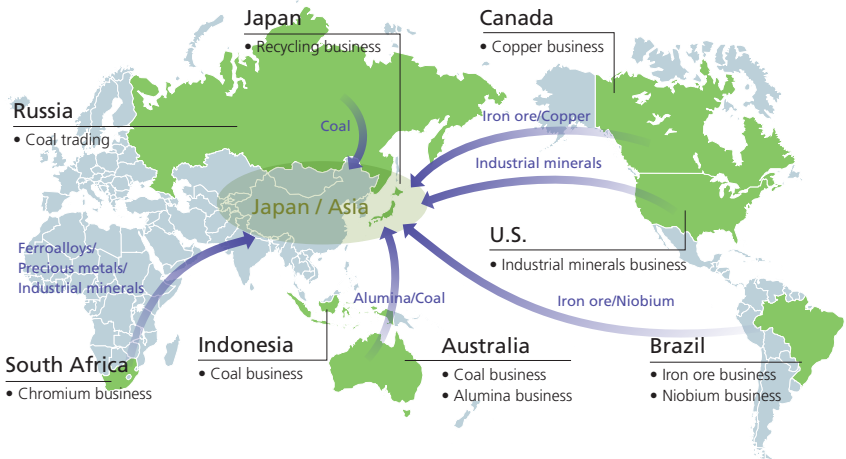 Japan
• Recycling business
Canada
• Copper business
Russia
• Coal trading
Coal
Iron ore/Copper
Industrial minerals
Japan / Asia
U.S.
• Industrial minerals business
Ferroalloys/
Precious metals/
Industrial minerals
Alumina/Coal
Iron ore/Niobium
South Africa
• Chromium business
Indonesia
• Coal business
Australia
• Coal business
• Alumina business
Brazil
• Iron ore business
• Niobium business